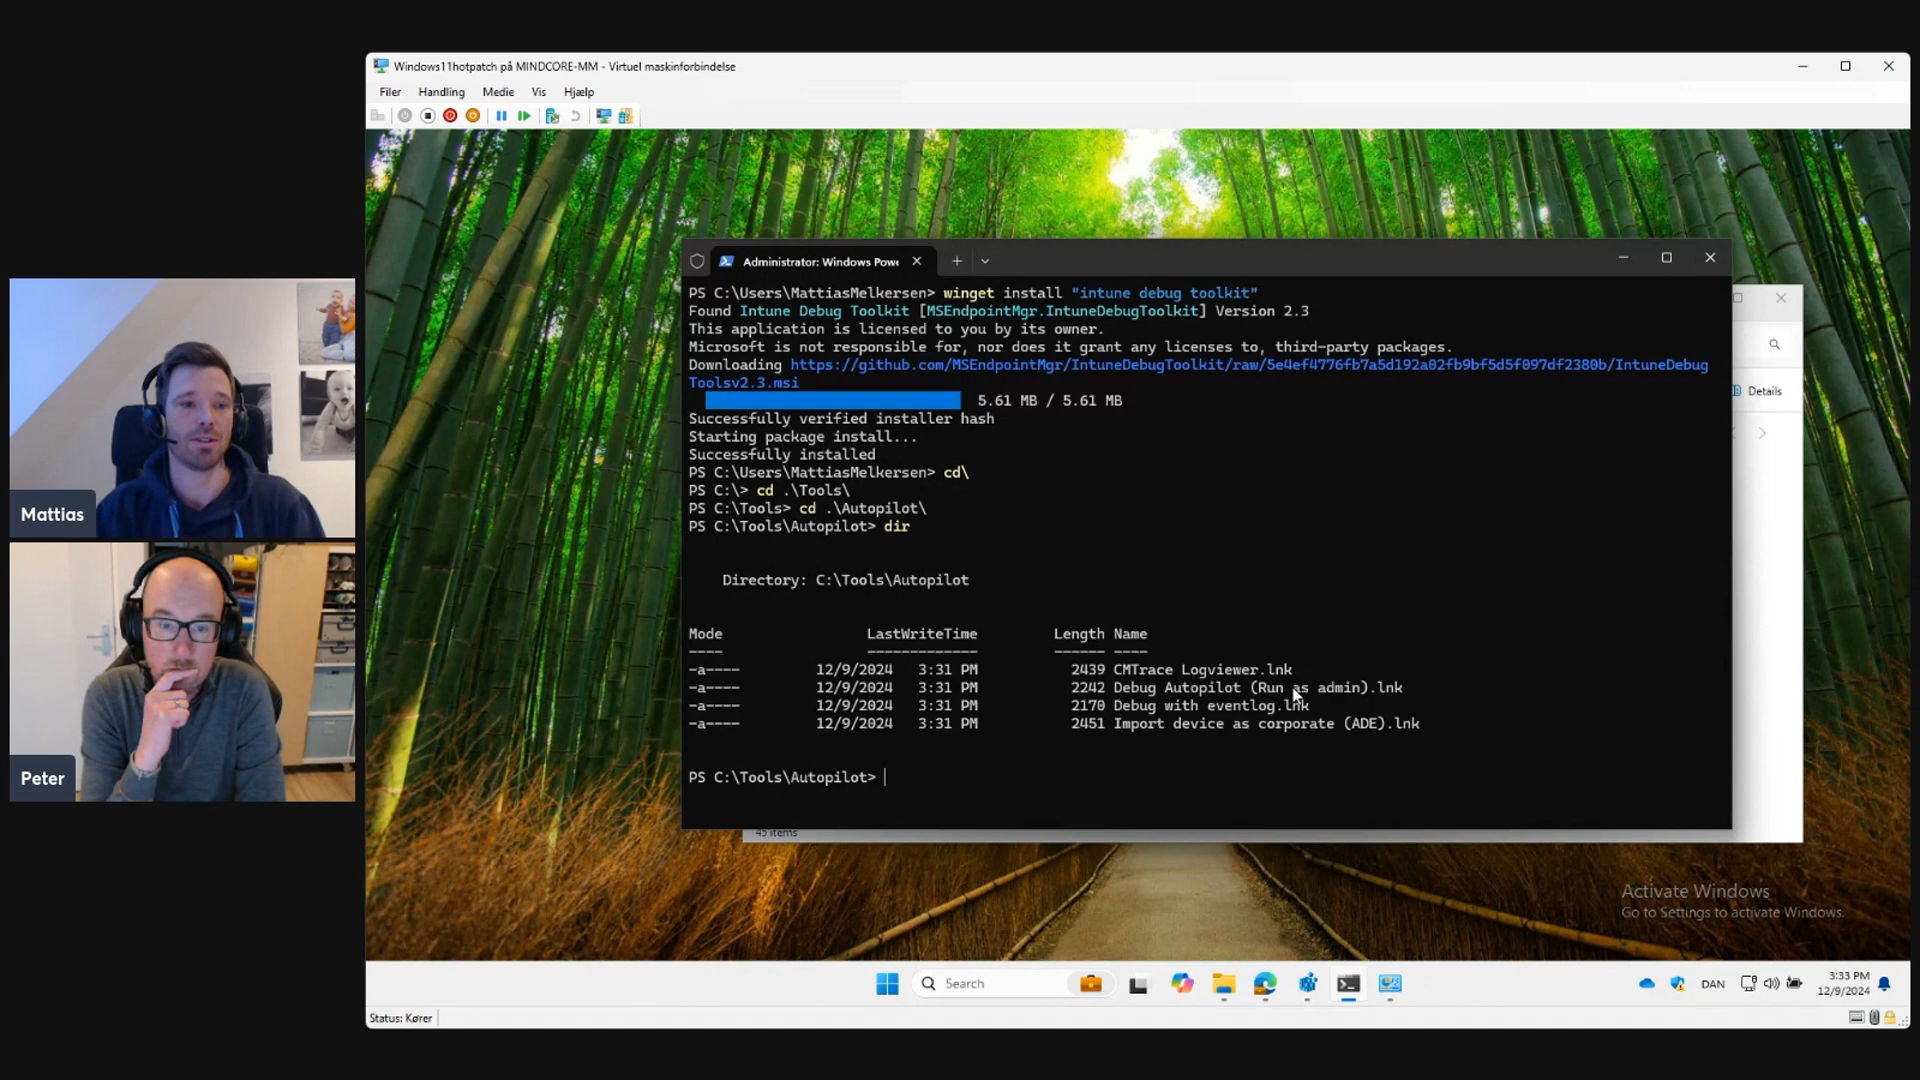 Windows11hotpatch på MINDCORE-MM - Virtuel maskinforbindelse
Filer Handling Medie Vis Hjælp
Administrator: Windows Powe
PS C:\Users\MattiasMelkersen> winget install "intune debug toolkit"
Found Intune Debug Toolkit [MSEndpointMgr.IntuneDebugToolkit] Version 2.3
This application is licensed to you by its owner.
Microsoft is not responsible for, nor does it grant any licenses to, third-party packages.
Downloading https://github.com/MSEndpointMgr/IntuneDebugToolkit/raw/5e4ef4776fb7a5d192a02fb9bf5d5f097df2380b/IntuneDebug
Toolsv2.3.msi
5.61 MB / 5.61 MB
Successfully verified installer hash
Starting package install...
Successfully installed
PS C:\Users\MattiasMelkersen> cd\
PS C:\> cd .\Tools\
PS C:\Tools> cd .\Autopilot\
PS C:\Tools\Autopilot> dir
Directory: C:\Tools\Autopilot
Mode LastWriteTime Length Name
---- ------------- ------ ----
-a---- 12/9/2024 3:31 PM 2439 CMTrace Logviewer.lnk
-a---- 12/9/2024 3:31 PM 2242 Debug Autopilot (Run as admin).lnk
-a---- 12/9/2024 3:31 PM 2170 Debug with eventlog.lnk
-a---- 12/9/2024 3:31 PM 2451 Import device as corporate (ADE).lnk
PS C:\Tools\Autopilot>
Details
45 items
Mattias
Peter
Activate Windows
Go to Settings to activate Windows.
Search
DAN
3:33 PM
12/9/2024
Status: Kører